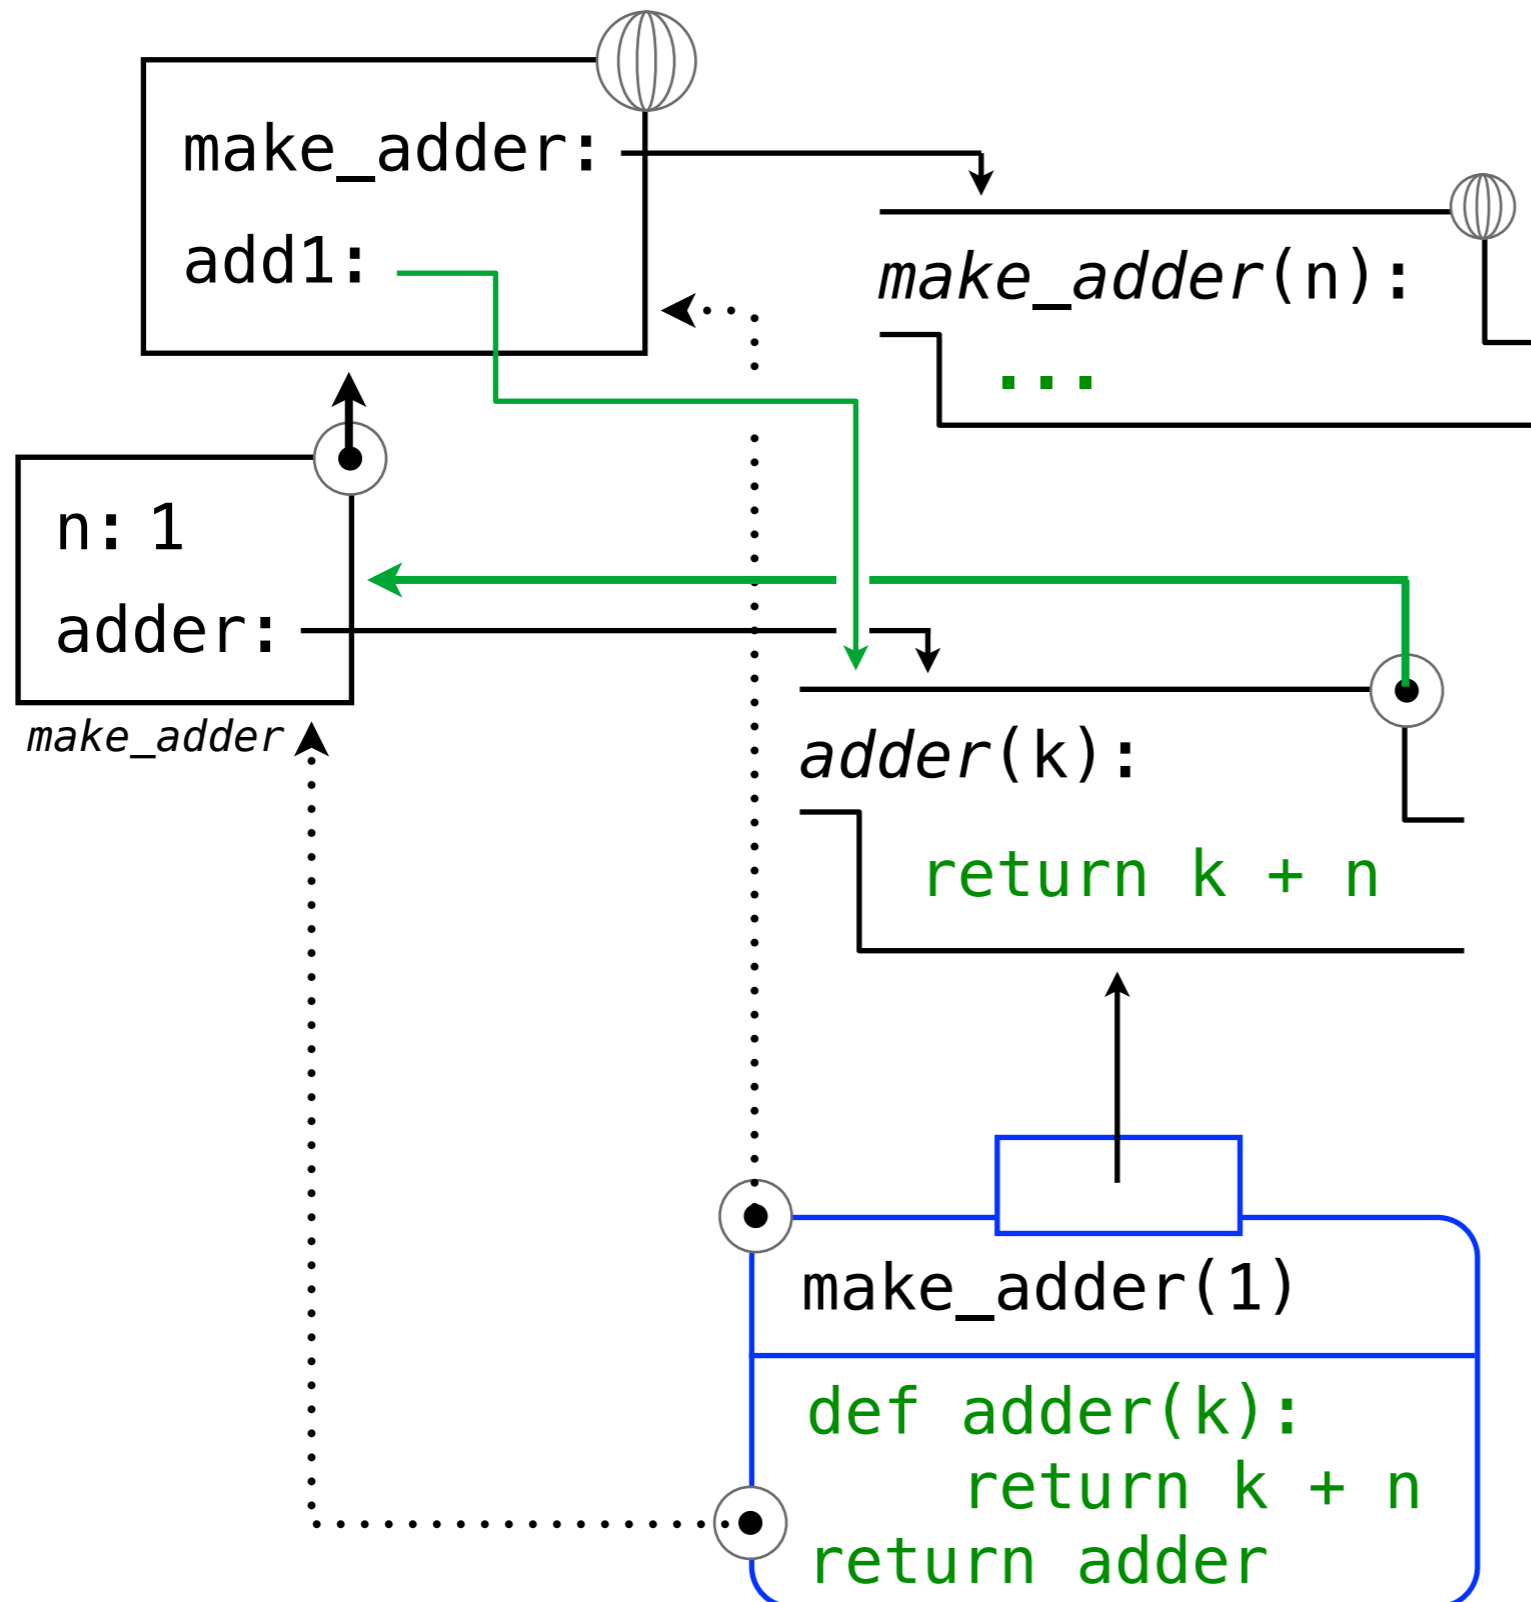 make_adder:
add1:
make_adder(n):
...
n: 1
adder:
make_adder
adder(k):
return k + n
make_adder(1)
def adder(k):
    return k + n
return adder